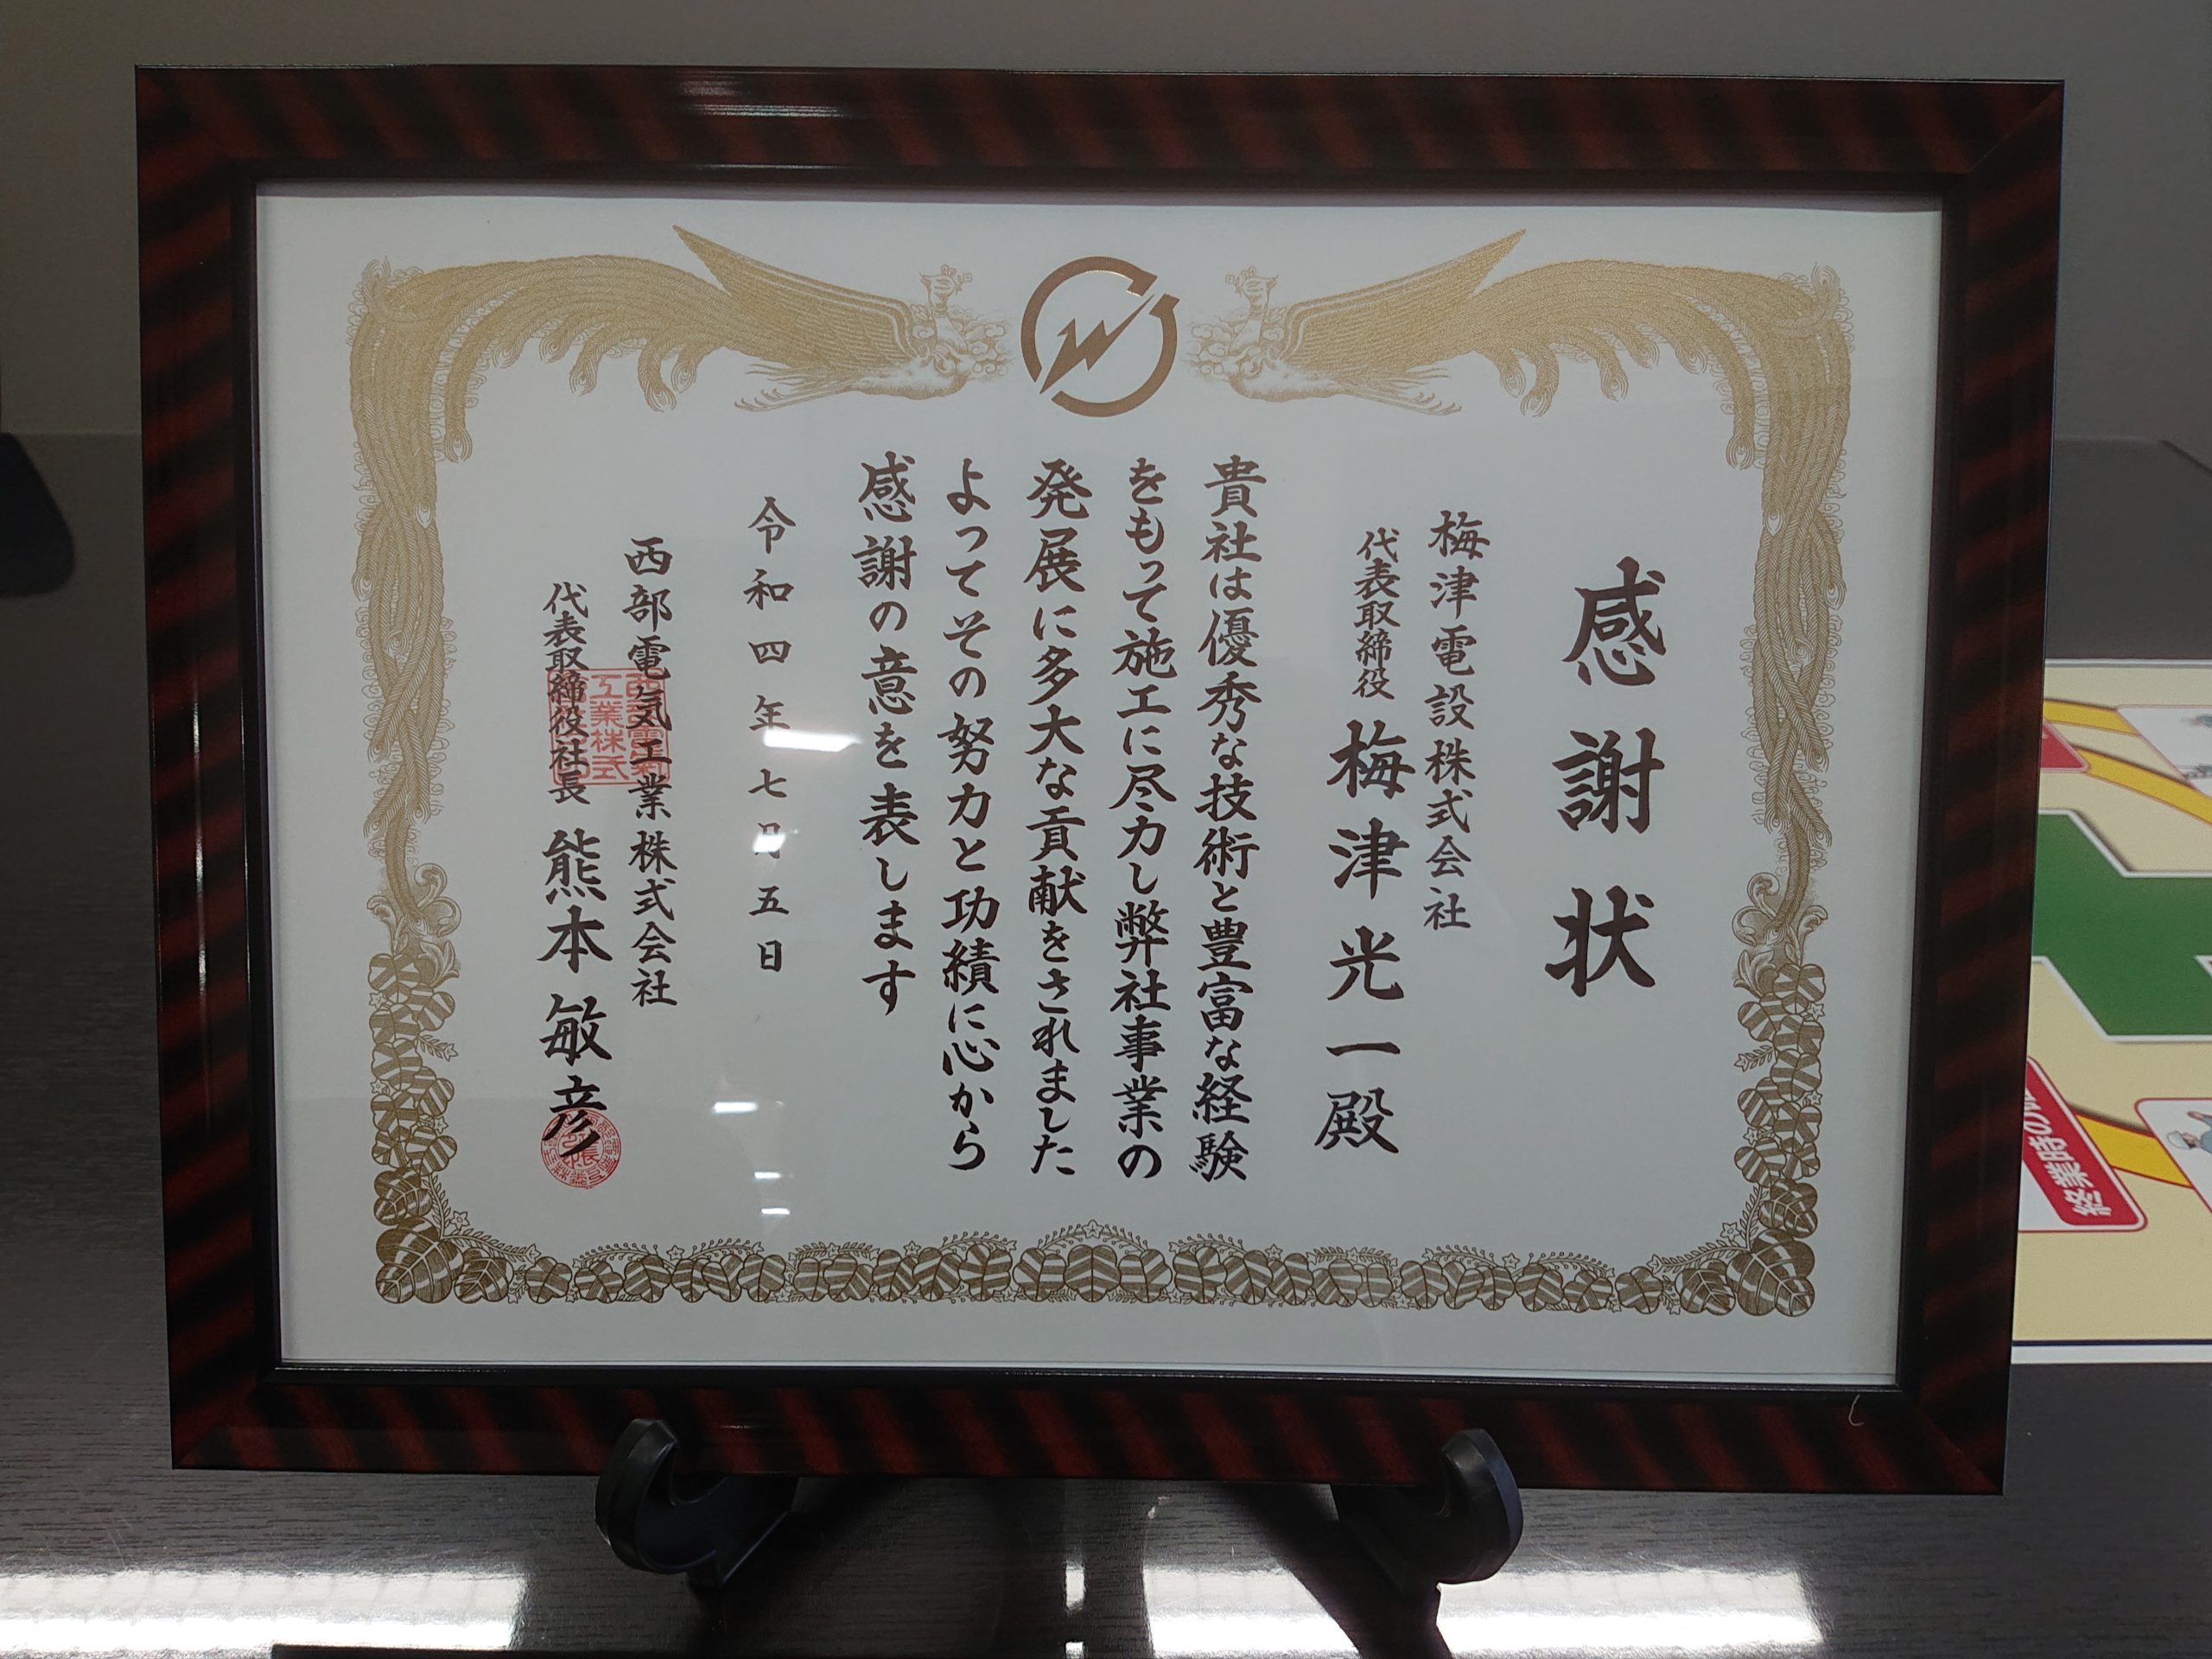 感謝状
梅津電設株式会社
代表取締役 梅津光一殿
貴社は優秀な技術と豊富な経験
をもって施工に尽力し弊社事業の
発展に多大な貢献をされました
よってその努力と功績に心から
感謝の意を表します
令和四年七月五日
西部電気工業株式会社
代表取締役社長 熊本敏彦
終業時の